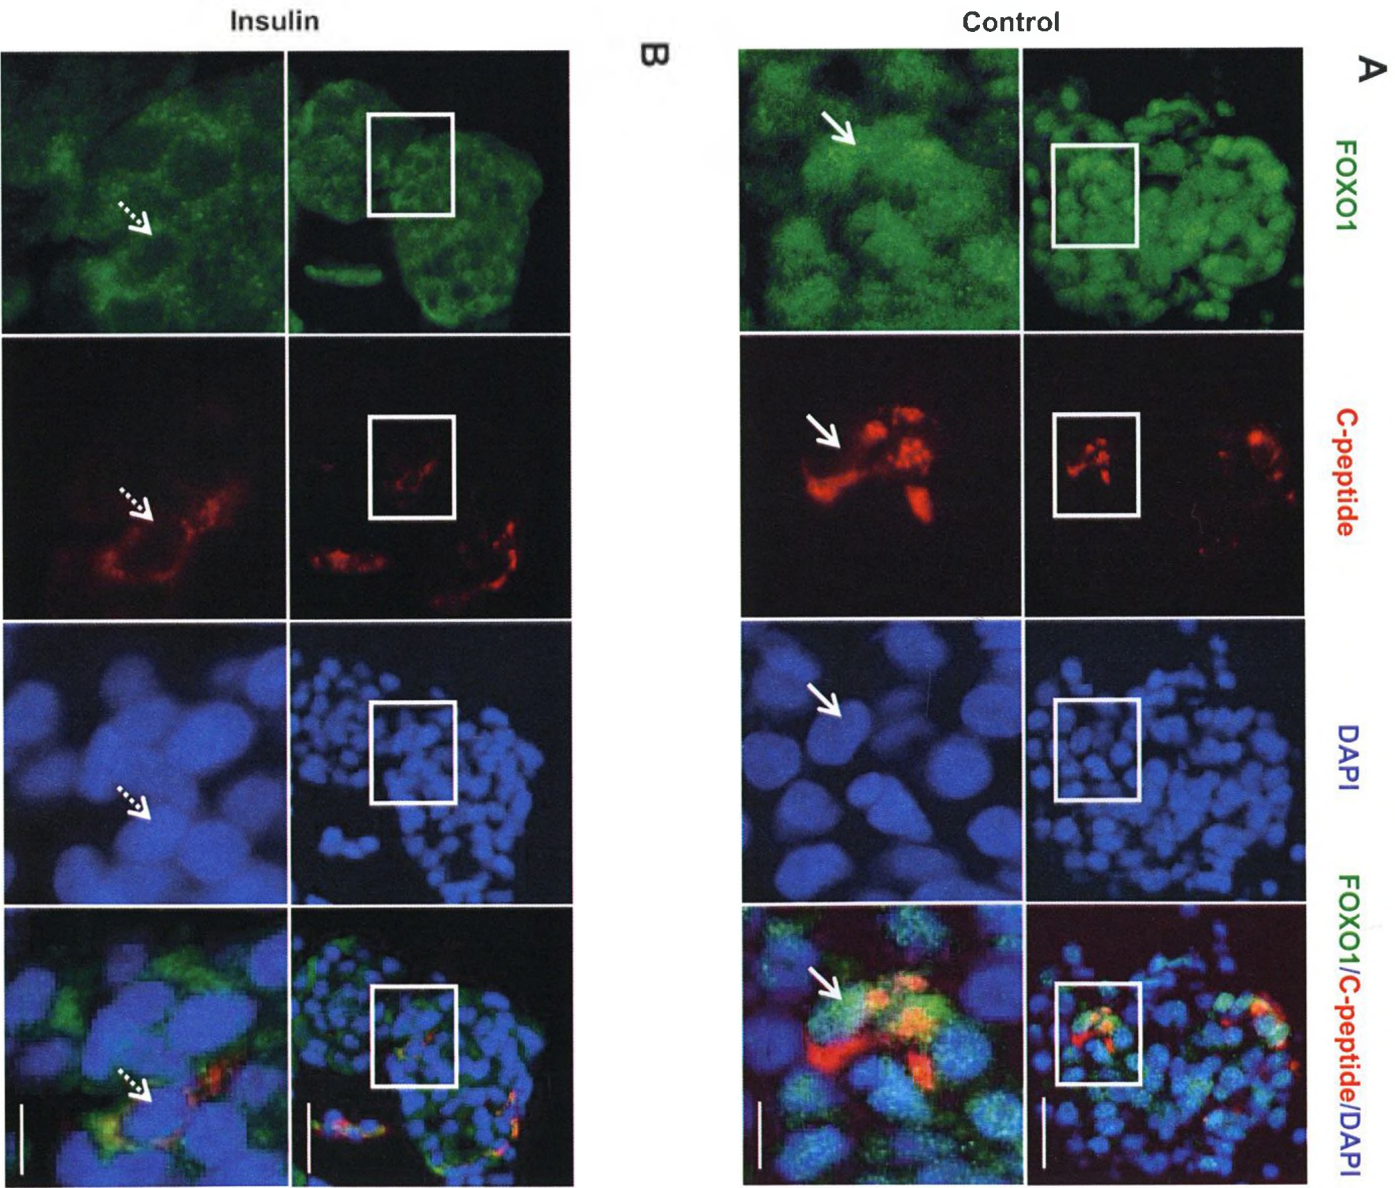 A
Control
FOXO1
C-peptide
DAPI
FOXO1/C-peptide/DAPI
B
Insulin